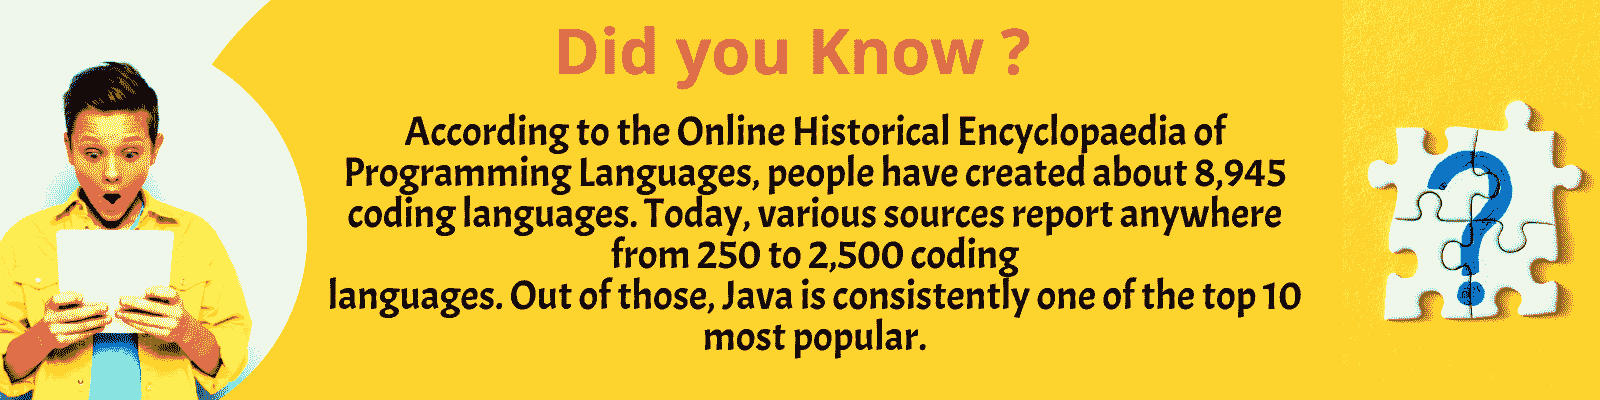 Did you Know ?
According to the Online Historical Encyclopaedia of
Programming Languages, people have created about 8,945
coding languages. Today, various sources report anywhere
from 250 to 2,500 coding
languages. Out of those, Java is consistently one of the top 10
most popular.
?